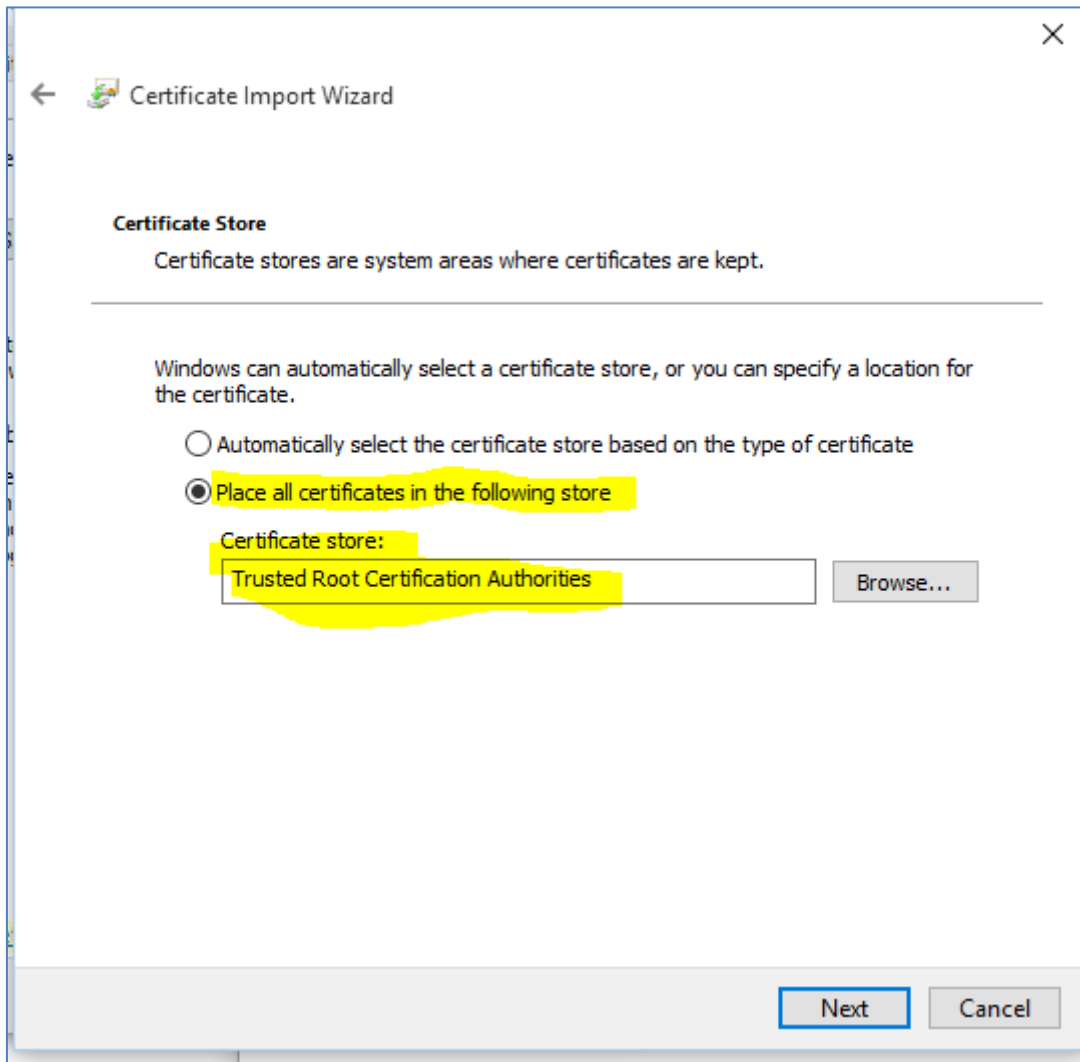 Certificate Import Wizard
Certificate Store
Certificate stores are system areas where certificates are kept.
Windows can automatically select a certificate store, or you can specify a location for
the certificate.
Automatically select the certificate store based on the type of certificate
Place all certificates in the following store
Certificate store:
Trusted Root Certification Authorities
Browse...
Next
Cancel